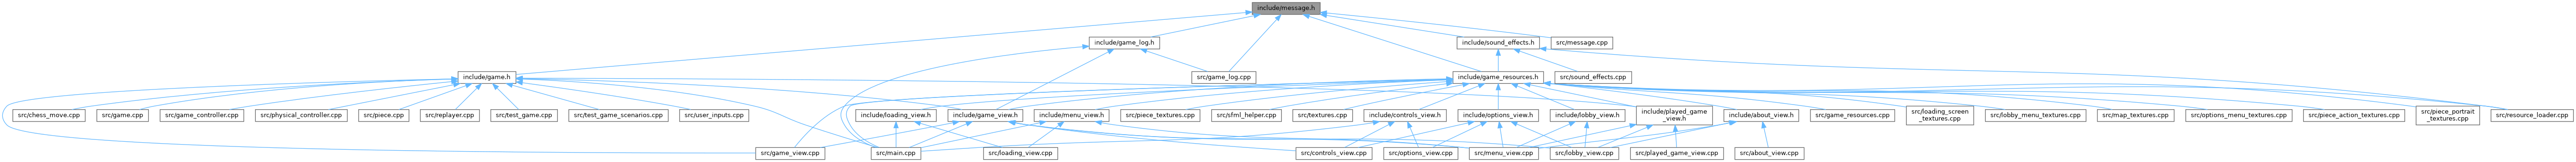 include/message.h
include/game_log.h
include/sound_effects.h
src/message.cpp
include/game.h
src/game_log.cpp
include/game_resources.h
src/sound_effects.cpp
src/chess_move.cpp
src/game.cpp
src/game_controller.cpp
src/physical_controller.cpp
src/piece.cpp
src/replayer.cpp
src/test_game.cpp
src/test_game_scenarios.cpp
src/user_inputs.cpp
include/loading_view.h
include/game_view.h
include/menu_view.h
src/piece_textures.cpp
src/sfml_helper.cpp
src/textures.cpp
include/controls_view.h
include/options_view.h
include/lobby_view.h
include/played_game
_view.h
include/about_view.h
src/game_resources.cpp
src/loading_screen
_textures.cpp
src/lobby_menu_textures.cpp
src/map_textures.cpp
src/options_menu_textures.cpp
src/piece_action_textures.cpp
src/piece_portrait
_textures.cpp
src/resource_loader.cpp
src/game_view.cpp
src/main.cpp
src/loading_view.cpp
src/controls_view.cpp
src/options_view.cpp
src/menu_view.cpp
src/lobby_view.cpp
src/played_game_view.cpp
src/about_view.cpp